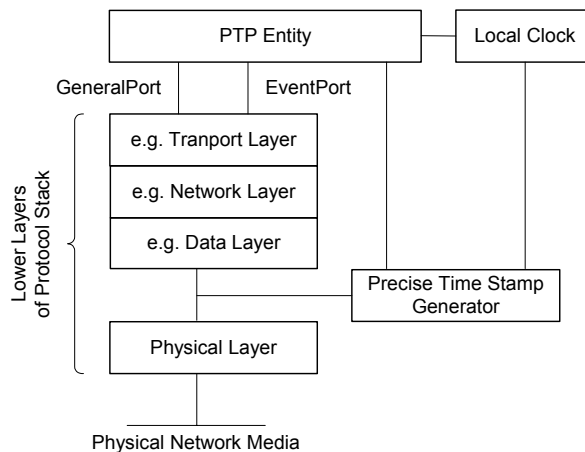 PTP Entity
Local Clock
GeneralPort
EventPort
e.g. Tranport Layer
e.g. Network Layer
e.g. Data Layer
Lower Layers
of Protocol Stack
Precise Time Stamp
Generator
Physical Layer
Physical Network Media